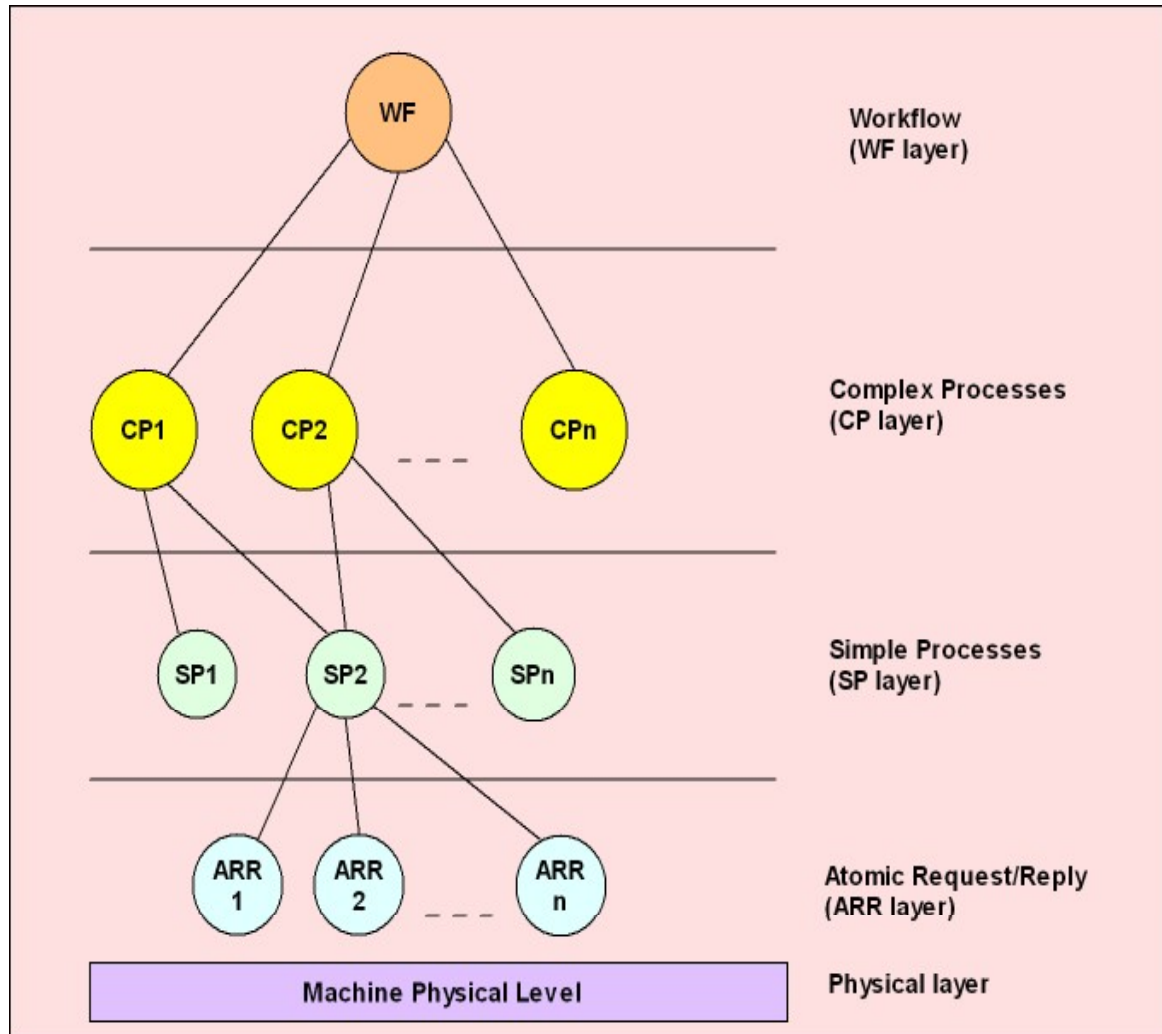 WF
Workflow
(WF layer)
CP1
CP2
CPn
Complex Processes
(CP layer)
SP1
SP2
SPn
Simple Processes
(SP layer)
ARR
1
ARR
2
ARR
n
Atomic Request/Reply
(ARR layer)
Machine Physical Level
Physical layer